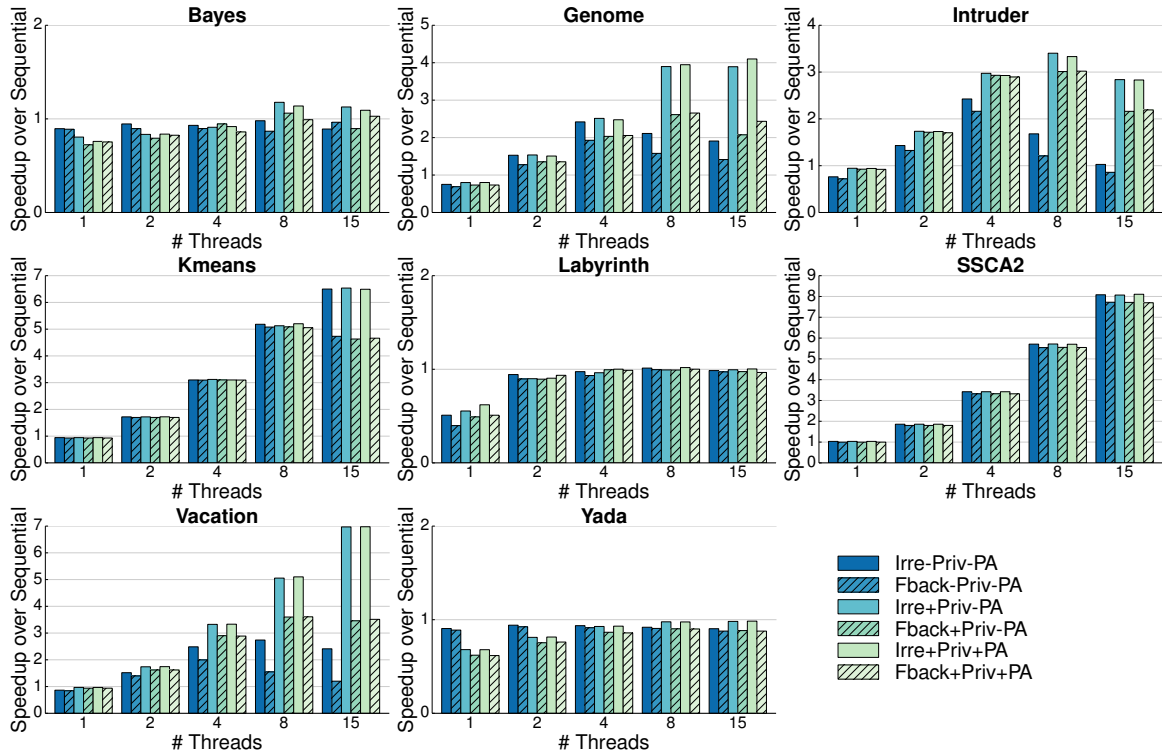 Bayes
Speedup over Sequential
2
1
0
1 2 4 8 15
# Threads
Genome
Speedup over Sequential
5
4
3
2
1
0
1 2 4 8 15
# Threads
Intruder
Speedup over Sequential
4
3
2
1
0
1 2 4 8 15
# Threads
Kmeans
Speedup over Sequential
7
6
5
4
3
2
1
0
1 2 4 8 15
# Threads
Labyrinth
Speedup over Sequential
2
1
0
1 2 4 8 15
# Threads
SSCA2
Speedup over Sequential
8
7
6
5
4
3
2
1
0
1 2 4 8 15
# Threads
Vacation
Speedup over Sequential
7
6
5
4
3
2
1
0
1 2 4 8 15
# Threads
Yada
Speedup over Sequential
2
1
0
1 2 4 8 15
# Threads
Irre-Priv-PA
Fback-Priv-PA
Irre+Priv-PA
Fback+Priv-PA
Irre+Priv+PA
Fback+Priv+PA